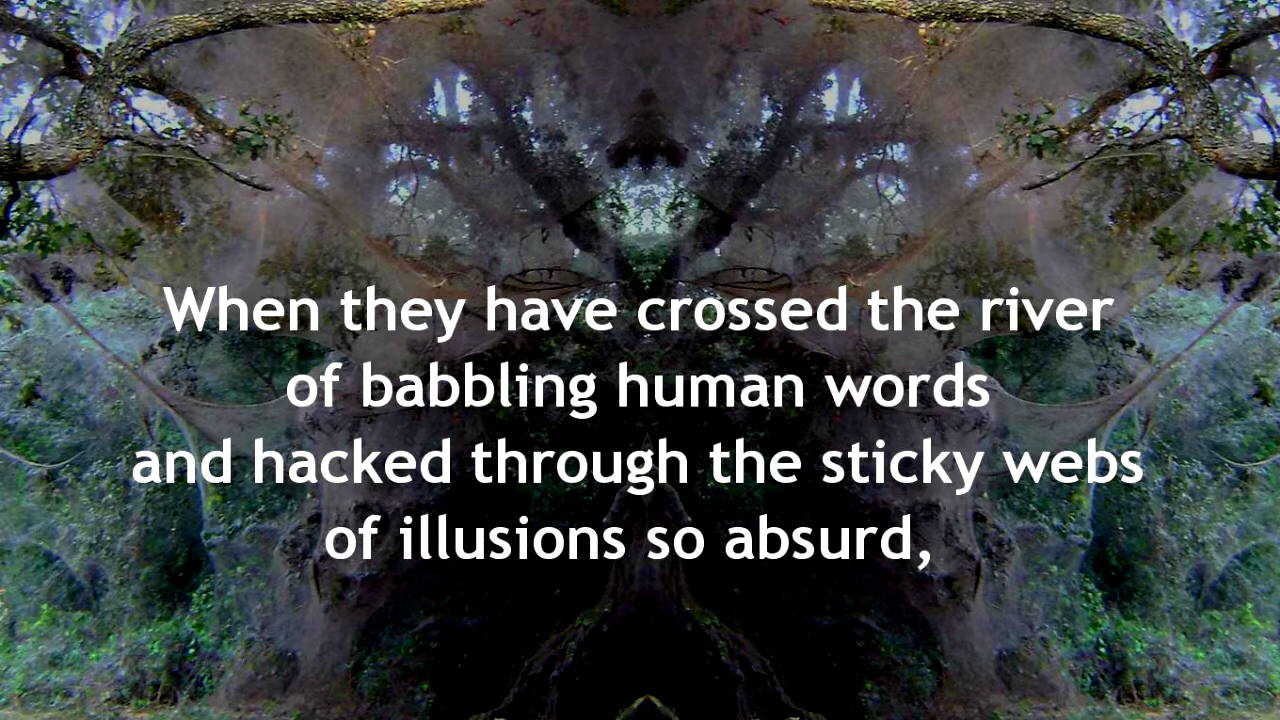 When they have crossed the river
of babbling human words
and hacked through the sticky webs
of illusions so absurd,